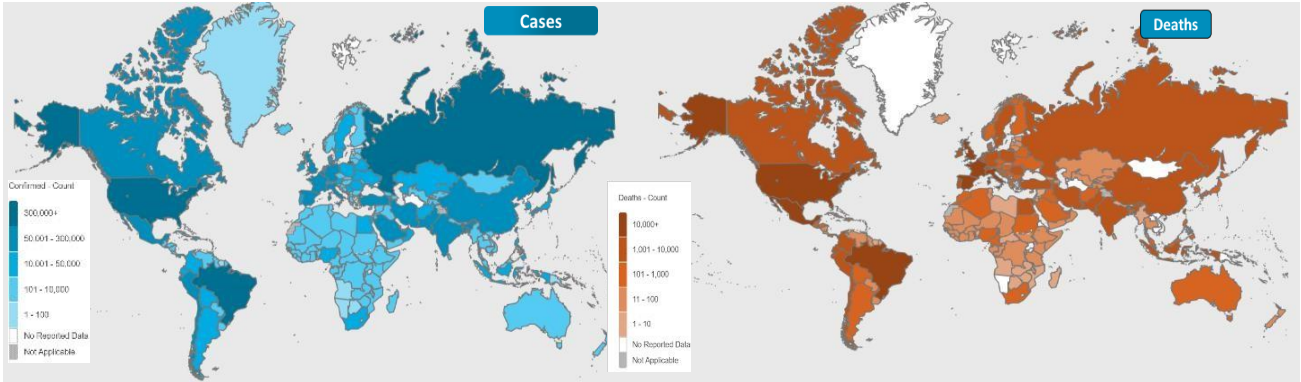 Cases
Confirmed - Count
300,000+
50,001 - 300,000
10,001 - 50,000
101 - 10,000
1 - 100
No Reported Data
Not Applicable
Deaths
Deaths - Count
10,000+
1,001 - 10,000
101 - 1,000
11 - 100
1 - 10
No Reported Data
Not Applicable